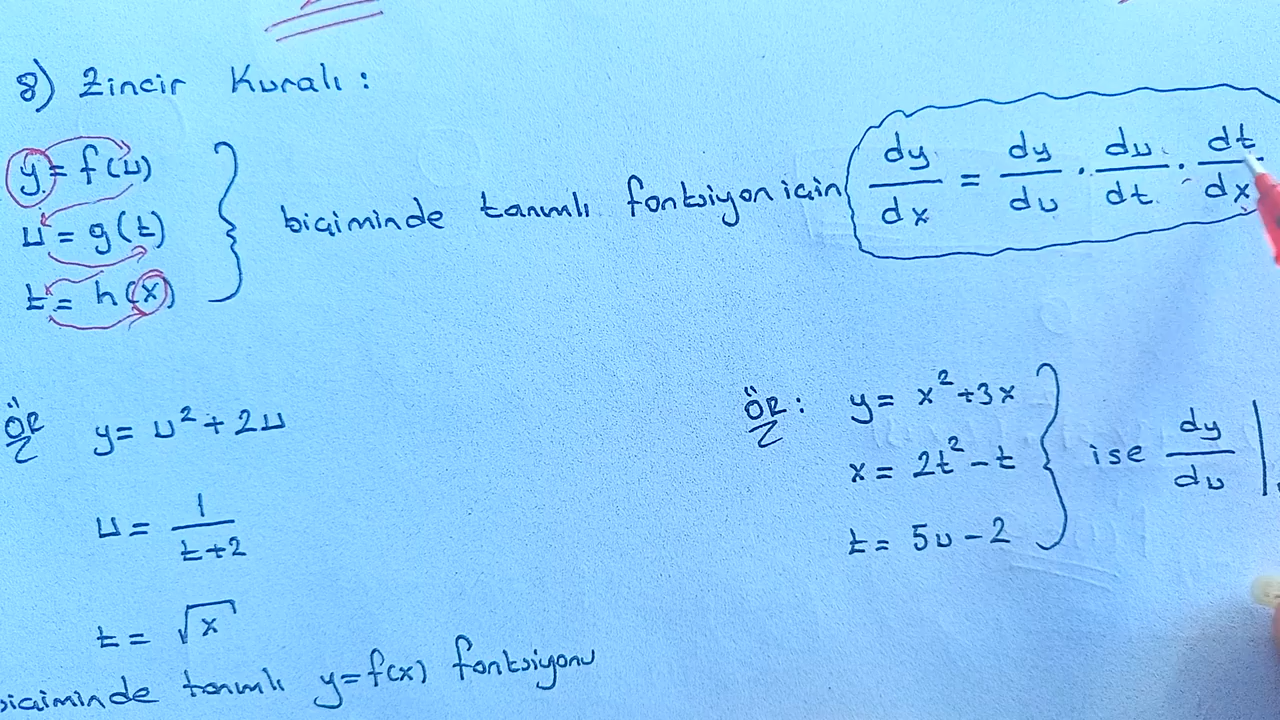 8) Zincir Kuralı:
y = f(u)
u = g(t)
t = h(x)
biçiminde tanımlı fonksiyon için
dy/dx = dy/du · du/dt · dt/dx
ÖR
y = u² + 2u
u = 1/(t+2)
t = √x
biçiminde tanımlı y=f(x) fonksiyonu
ÖR:
y = x² + 3x
x = 2t² - t
t = 5u - 2
ise dy/du |